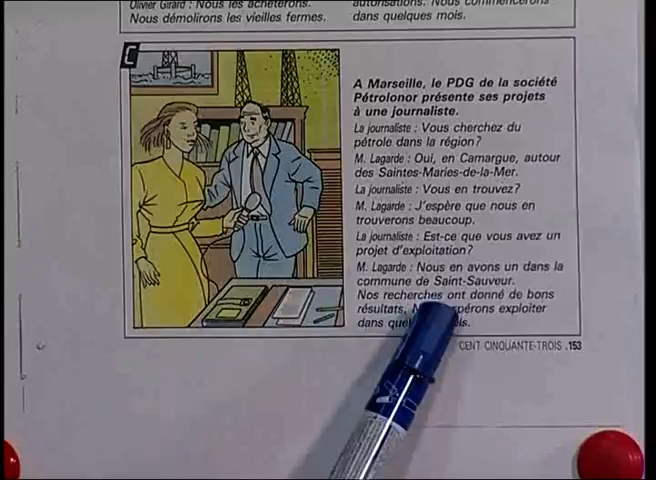 Olivier Girard : Nous les achèterons.
Nous démolirons les vieilles fermes.
autorisations. Nous commencerons
dans quelques mois.
C
A Marseille, le PDG de la société
Pétrolonor présente ses projets
à une journaliste.
La journaliste : Vous cherchez du
pétrole dans la région?
M. Lagarde : Oui, en Camargue, autour
des Saintes-Maries-de-la-Mer.
La journaliste : Vous en trouvez?
M. Lagarde : J'espère que nous en
trouverons beaucoup.
La journaliste : Est-ce que vous avez un
projet d'exploitation?
M. Lagarde : Nous en avons un dans la
commune de Saint-Sauveur.
Nos recherches ont donné de bons
résultats. exploiter
dans
CENT CINQUANTE-TROIS .153